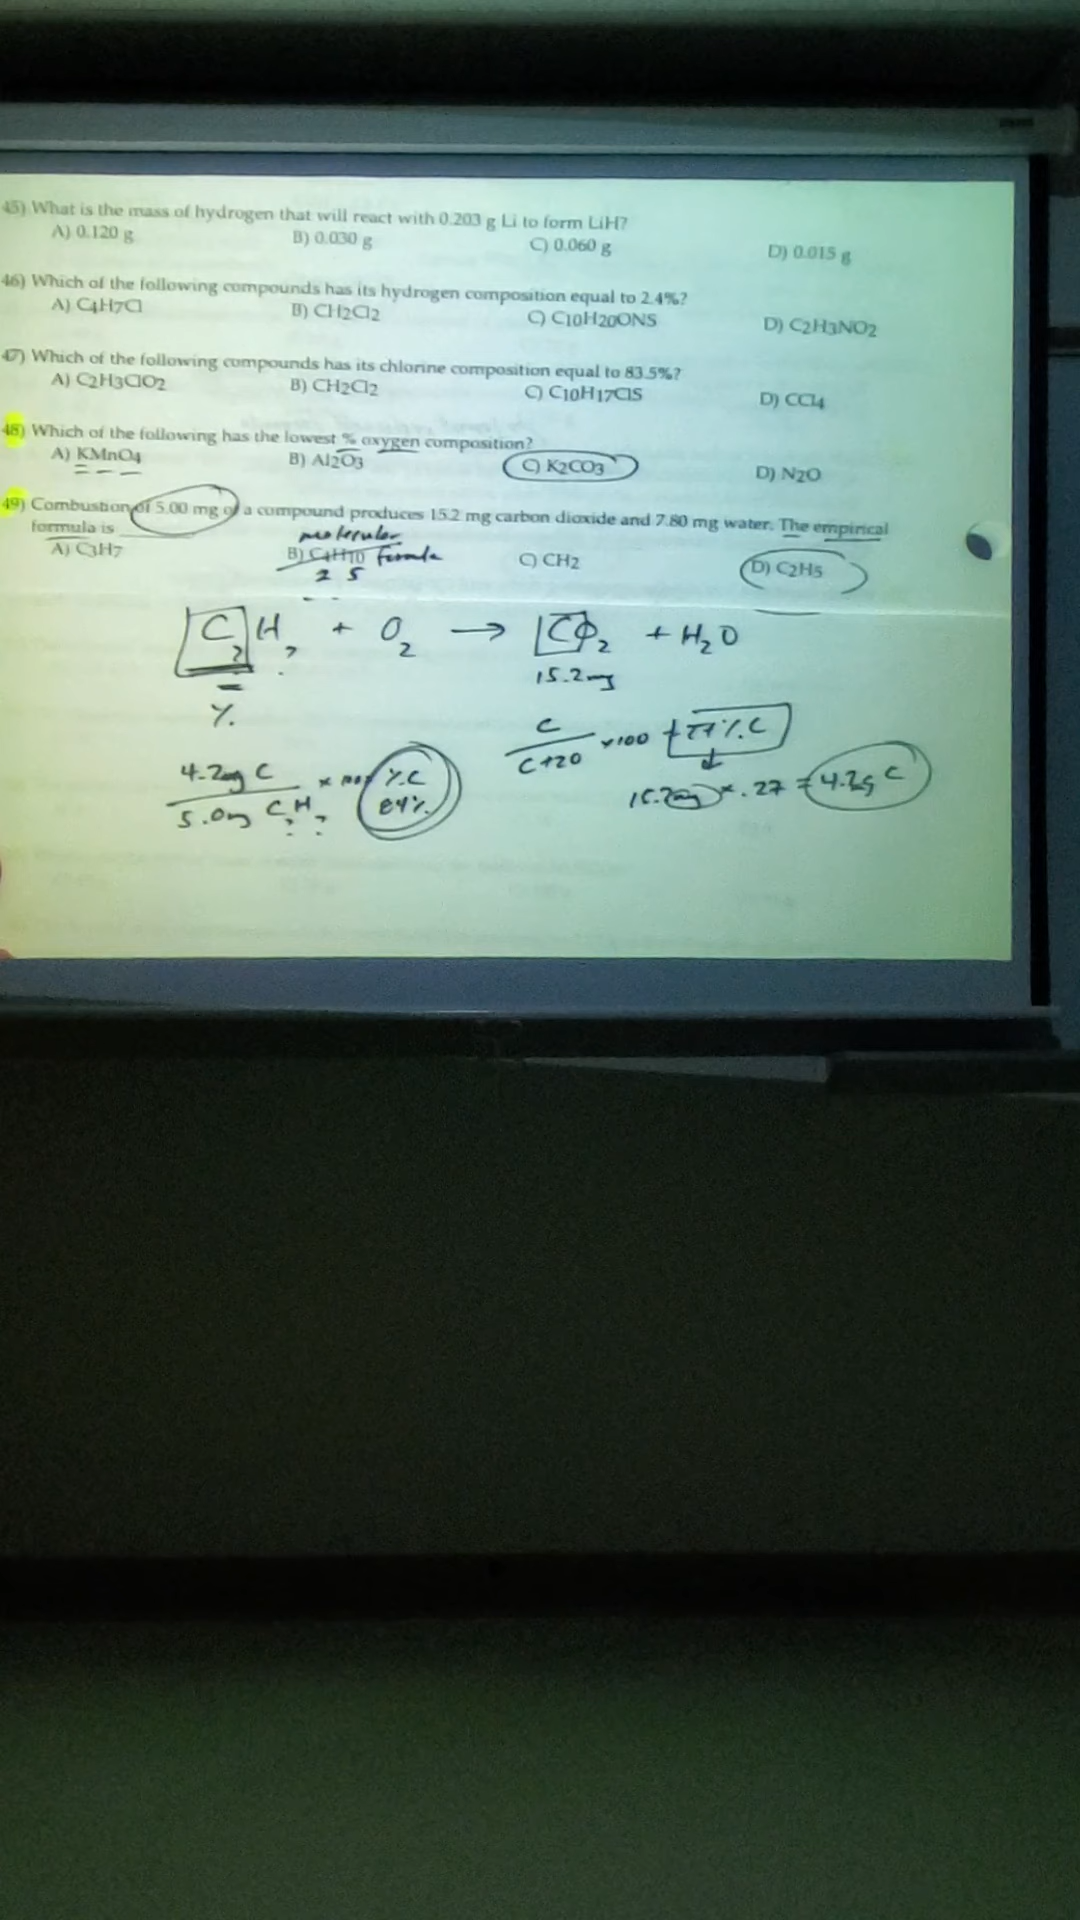 45) What is the mass of hydrogen that will react with 0.203 g Li to form LiH?
A) 0.120 g B) 0.030 g C) 0.060 g D) 0.015 g
46) Which of the following compounds has its hydrogen composition equal to 2.4%?
A) C4H7Cl B) CH2Cl2 C) C10H20ONS D) C2H3NO2
47) Which of the following compounds has its chlorine composition equal to 83.5%?
A) C2H3ClO2 B) CH2Cl2 C) C10H17ClS D) CCl4
48) Which of the following has the lowest % oxygen composition?
A) KMnO4 B) Al2O3 C) K2CO3 D) N2O
49) Combustion of 5.00 mg of a compound produces 15.2 mg carbon dioxide and 7.80 mg water. The empirical
formula is
molecular
A) C3H7 B) C4H10 formula C) CH2 D) C2H5
2 5
C? H? + O2 → CO2 + H2O
15.2mg
%
C / C+2O x100 = 27% C
4.2mg C / 5.0mg C?H? x 100 % C 84%
15.2mg x .27 = 4.2g C